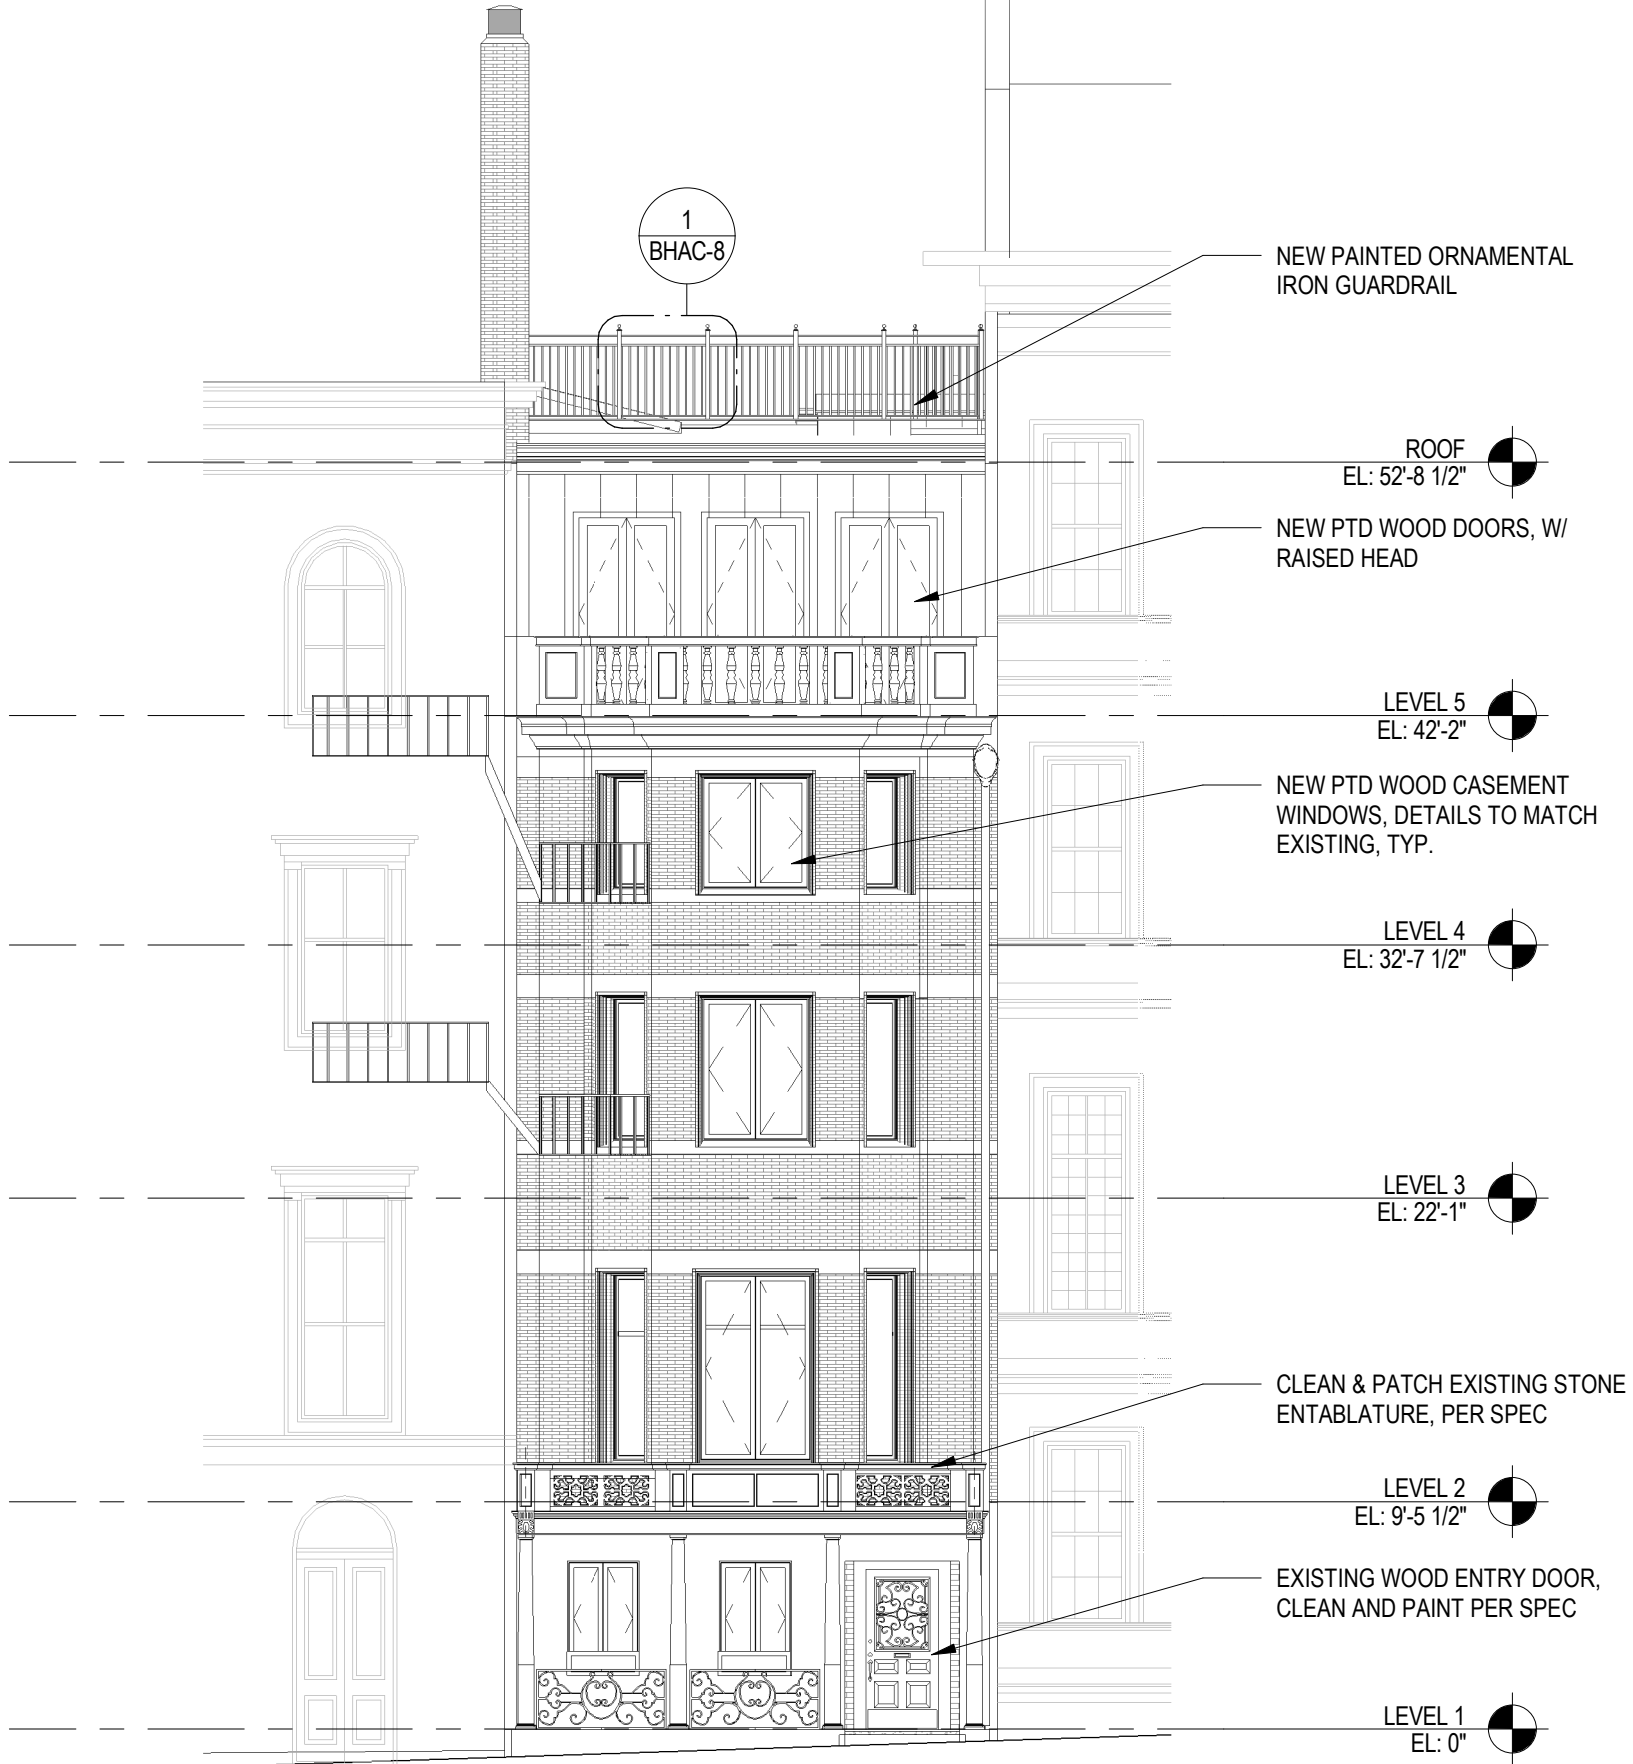 1
BHAC-8
NEW PAINTED ORNAMENTAL
IRON GUARDRAIL
ROOF
EL: 52'-8 1/2"
NEW PTD WOOD DOORS, W/
RAISED HEAD
LEVEL 5
EL: 42'-2"
NEW PTD WOOD CASEMENT
WINDOWS, DETAILS TO MATCH
EXISTING, TYP.
LEVEL 4
EL: 32'-7 1/2"
LEVEL 3
EL: 22'-1"
CLEAN & PATCH EXISTING STONE
ENTABLATURE, PER SPEC
LEVEL 2
EL: 9'-5 1/2"
EXISTING WOOD ENTRY DOOR,
CLEAN AND PAINT PER SPEC
LEVEL 1
EL: 0"